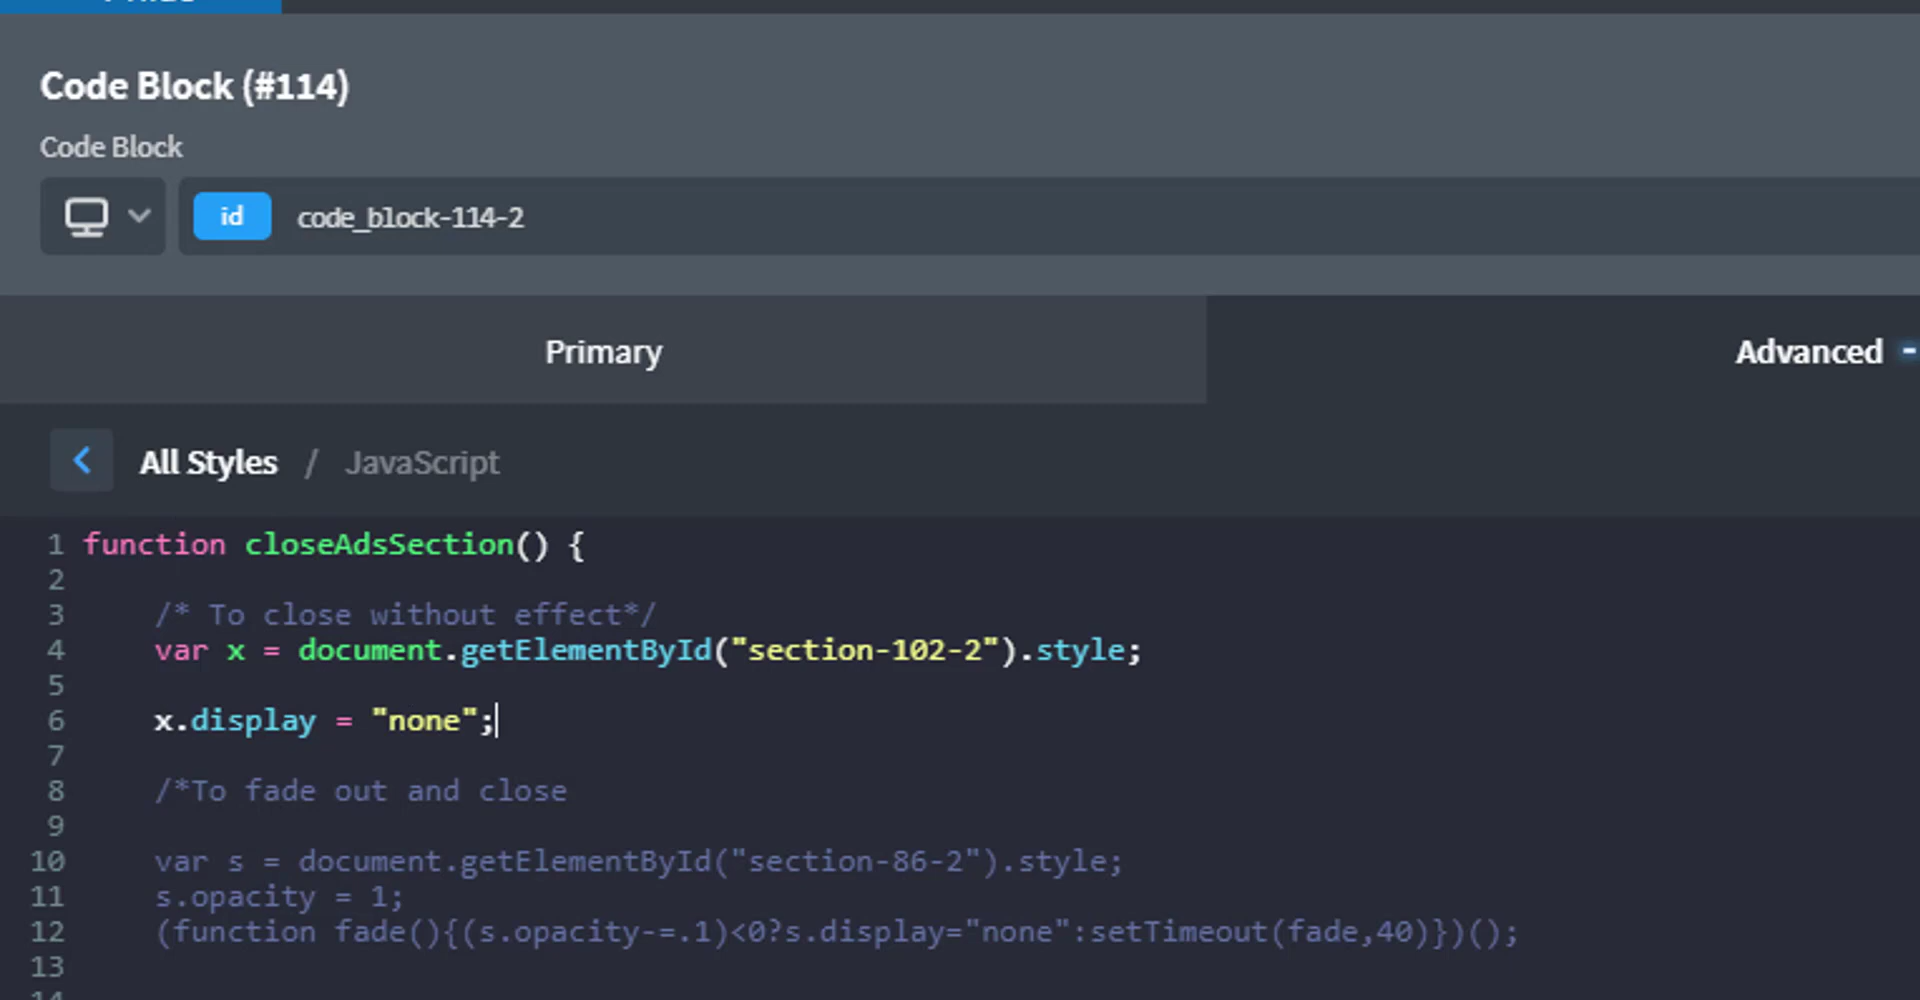 Code Block (#114)
Code Block
id code_block-114-2
Primary
Advanced
All Styles / JavaScript
1 function closeAdsSection() {
2
3 /* To close without effect*/
4 var x = document.getElementById("section-102-2").style;
5
6 x.display = "none";
7
8 /*To fade out and close
9
10 var s = document.getElementById("section-86-2").style;
11 s.opacity = 1;
12 (function fade(){(s.opacity-=.1)<0?s.display="none":setTimeout(fade,40)})();
13
14